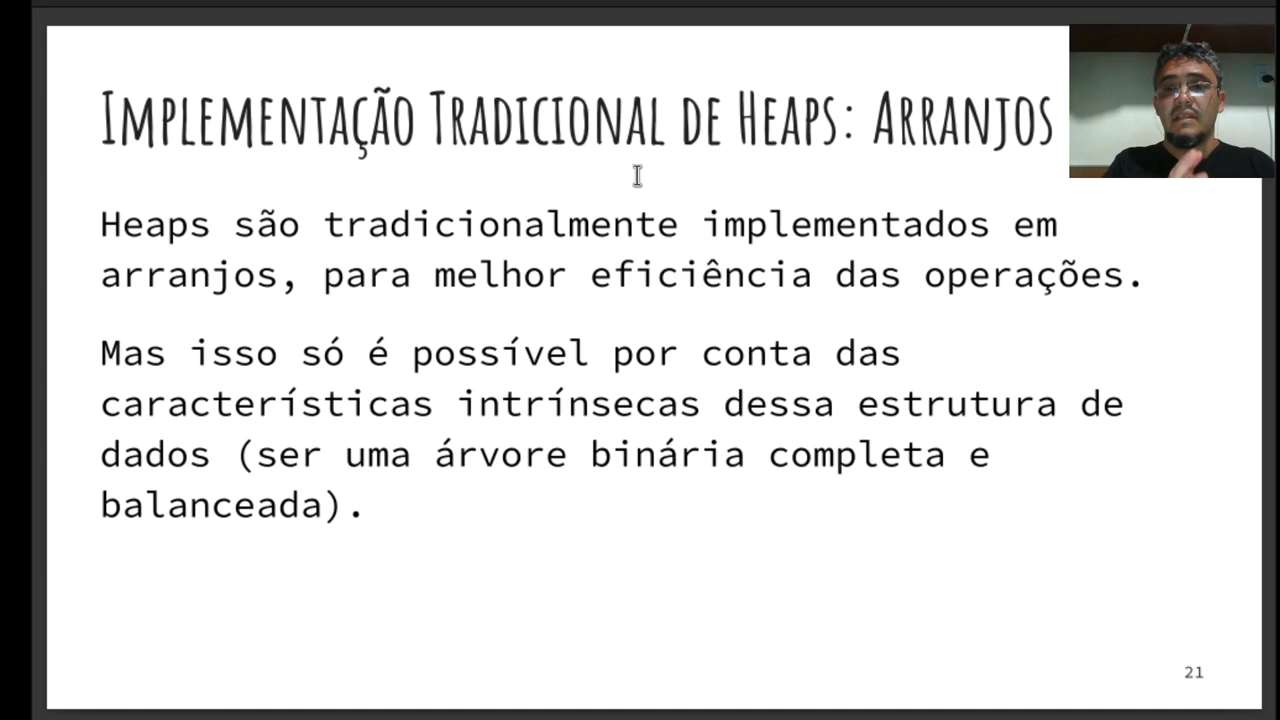 Implementação Tradicional de Heaps: Arranjos
Heaps são tradicionalmente implementados em
arranjos, para melhor eficiência das operações.
Mas isso só é possível por conta das
características intrínsecas dessa estrutura de
dados (ser uma árvore binária completa e
balanceada).
21